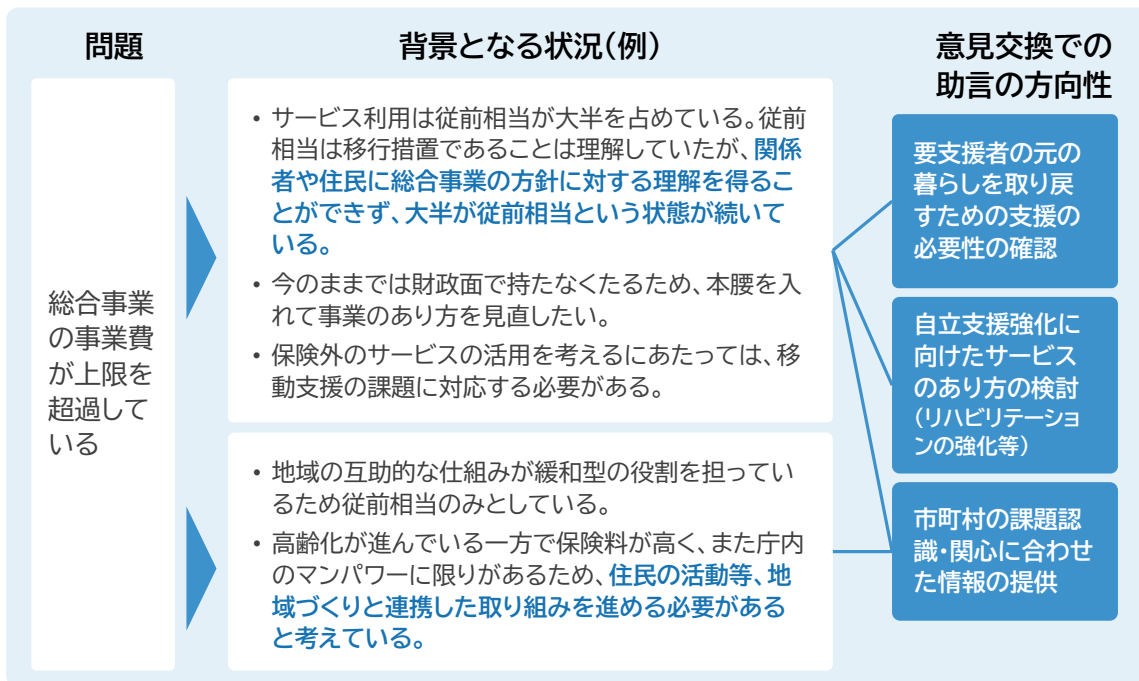 問題
背景となる状況(例)
意見交換での
助言の方向性
総合事業
の事業費
が上限を
超過して
いる
• サービス利用は従前相当が大半を占めている。従前
相当は移行措置であることは理解していたが、関係
者や住民に総合事業の方針に対する理解を得るこ
とができず、大半が従前相当という状態が続いて
いる。
• 今のままでは財政面で持たなくたるため、本腰を入
れて事業のあり方を見直したい。
• 保険外のサービスの活用を考えるにあたっては、移
動支援の課題に対応する必要がある。
• 地域の互助的な仕組みが緩和型の役割を担ってい
るため従前相当のみとしている。
• 高齢化が進んでいる一方で保険料が高く、また庁内
のマンパワーに限りがあるため、住民の活動等、地
域づくりと連携した取り組みを進める必要がある
と考えている。
要支援者の元の
暮らしを取り戻
すための支援の
必要性の確認
自立支援強化に
向けたサービス
のあり方の検討
(リハビリテーショ
ンの強化等)
市町村の課題認
識・関心に合わせ
た情報の提供